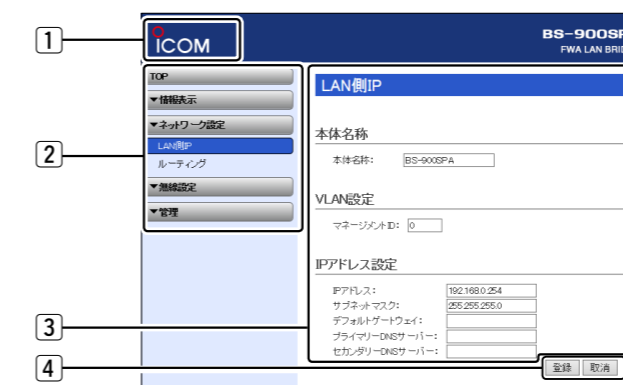 1
ICOM
BS-900SP
FWA LAN BRID
2
TOP
▼情報表示
▼ネットワーク設定
LAN側IP
ルーティング
▼無線設定
▼管理
3
LAN側IP
本体名称
本体名称: BS-900SPA
VLAN設定
マネージメントID: 0
IPアドレス設定
IPアドレス: 192.168.0.254
サブネットマスク: 255.255.255.0
デフォルトゲートウェイ:
プライマリーDNSサーバー:
セカンダリーDNSサーバー:
4
登録 取消